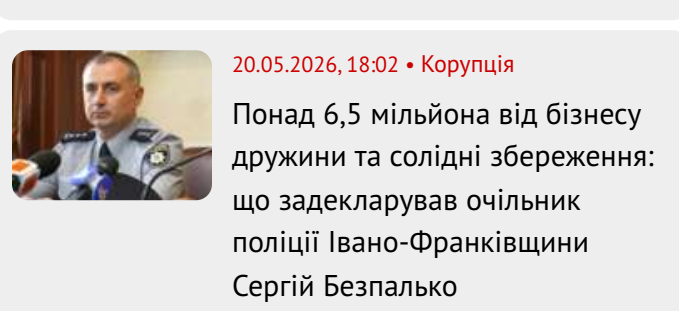 20.05.2026, 18:02 • Корупція
Понад 6,5 мільйона від бізнесу
дружини та солідні збереження:
що задекларував очільник
поліції Івано-Франківщини
Сергій Безпалько